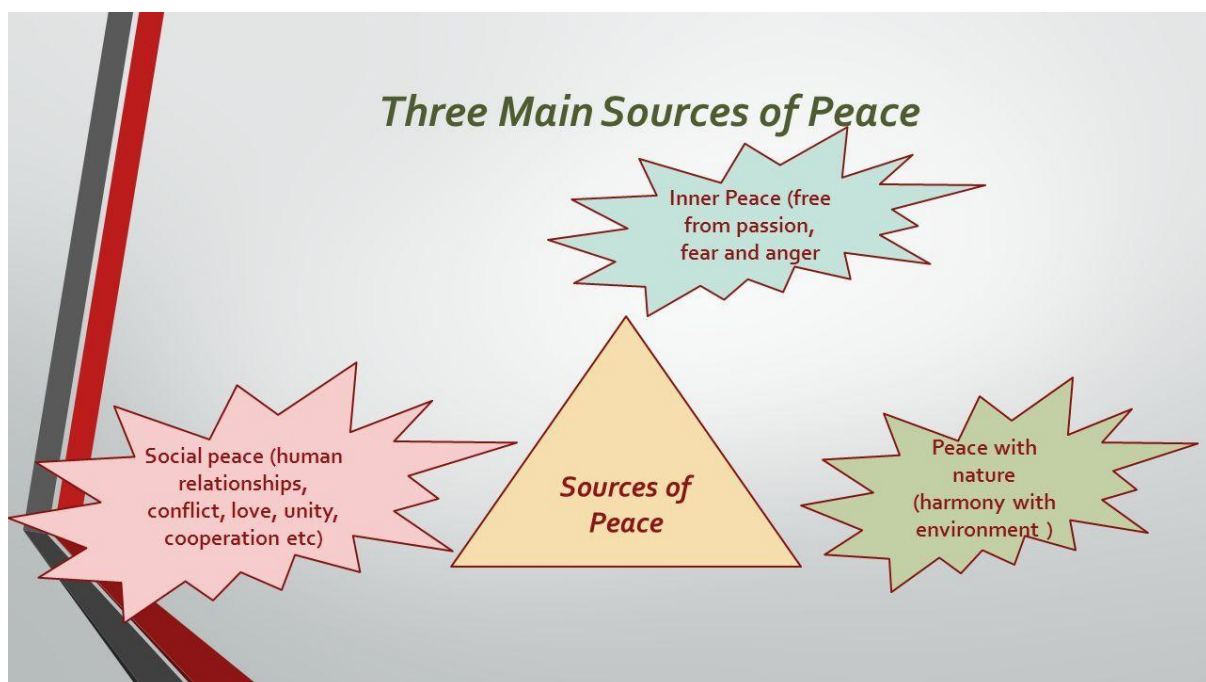 Three Main Sources of Peace
Inner Peace (free
from passion,
fear and anger
Social peace (human
relationships,
conflict, love, unity,
cooperation etc)
Sources of
Peace
Peace with
nature
(harmony with
environment )